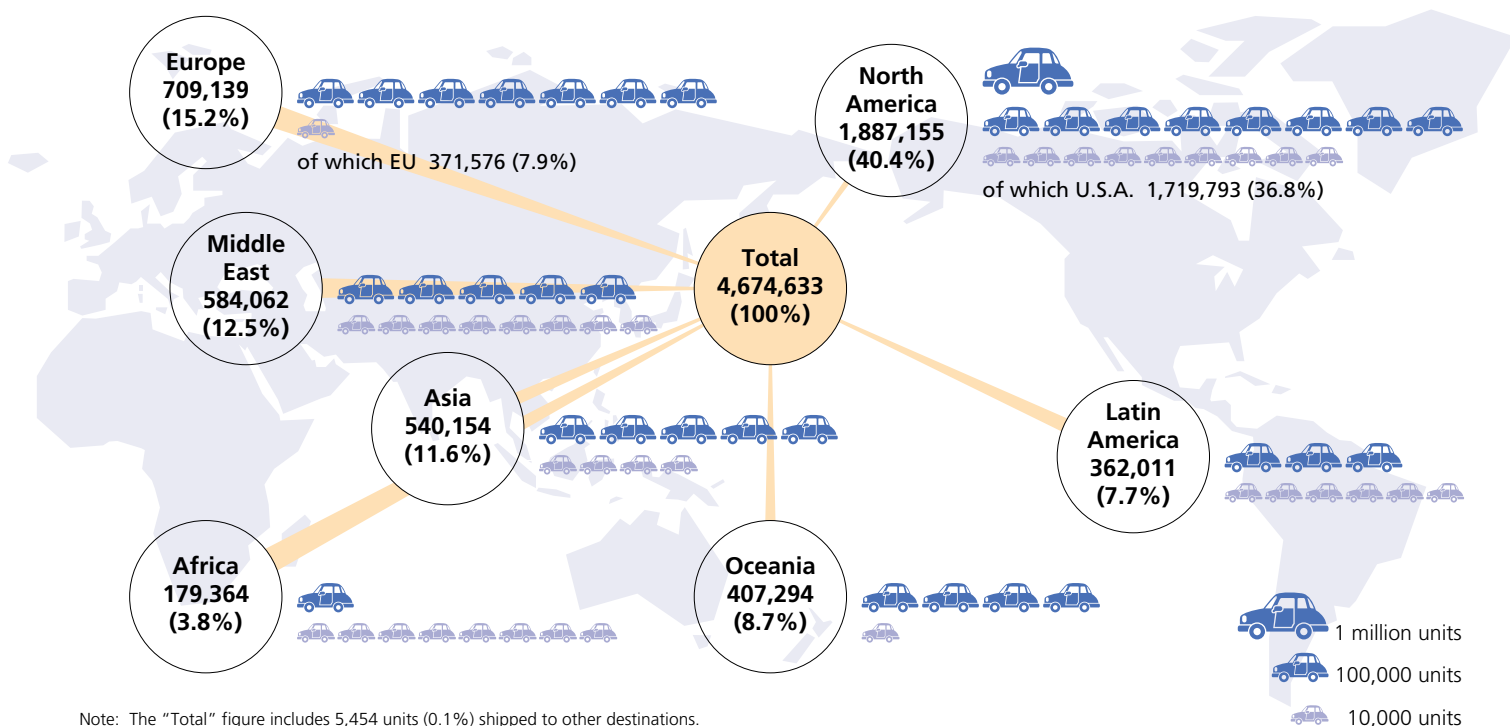 Europe
709,139
(15.2%)
of which EU 371,576 (7.9%)
North
America
1,887,155
(40.4%)
of which U.S.A. 1,719,793 (36.8%)
Middle
East
584,062
(12.5%)
Total
4,674,633
(100%)
Asia
540,154
(11.6%)
Latin
America
362,011
(7.7%)
Africa
179,364
(3.8%)
Oceania
407,294
(8.7%)
1 million units
100,000 units
10,000 units
Note: The "Total" figure includes 5,454 units (0.1%) shipped to other destinations.